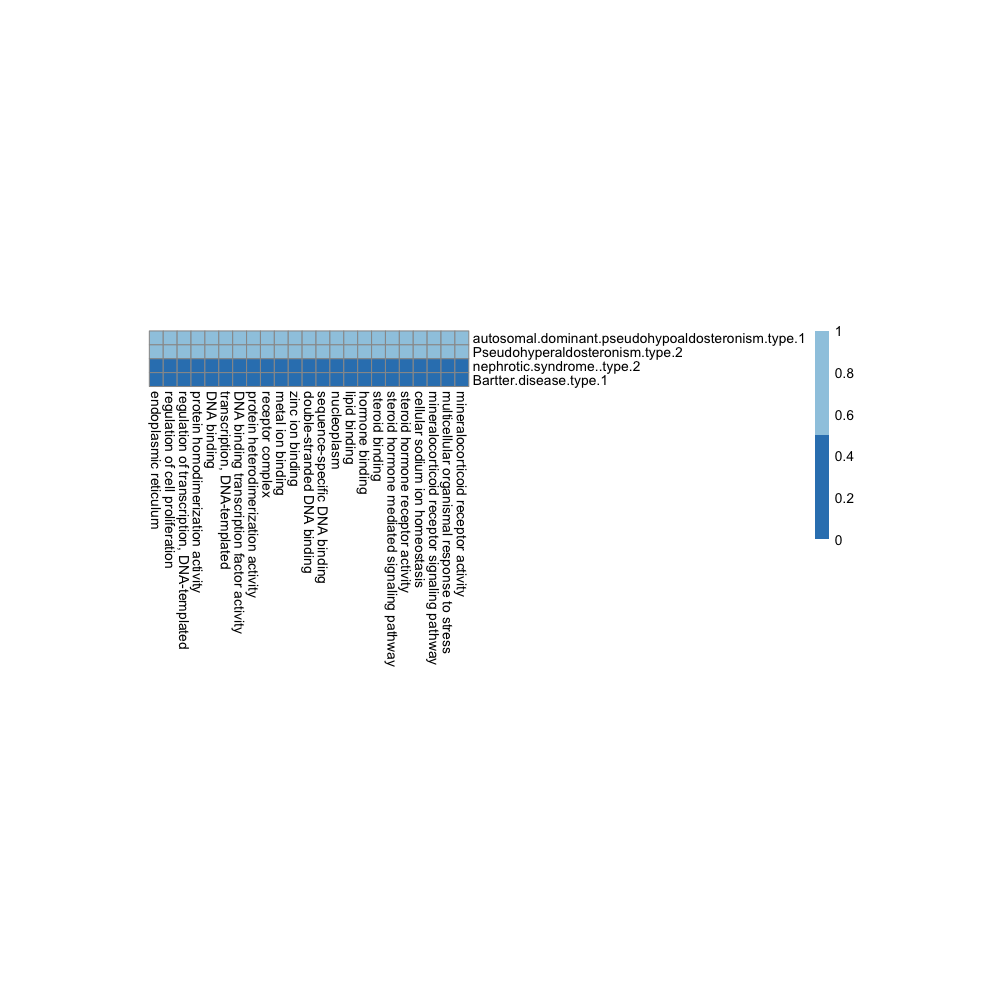 autosomal.dominant.pseudohypoaldosteronism.type.1
Pseudohyperaldosteronism.type.2
nephrotic.syndrome..type.2
Bartter.disease.type.1
1
0.8
0.6
0.4
0.2
0
endoplasmic reticulum
regulation of cell proliferation
regulation of transcription, DNA-templated
protein homodimerization activity
DNA binding
transcription, DNA-templated
DNA binding transcription factor activity
protein heterodimerization activity
receptor complex
metal ion binding
zinc ion binding
double-stranded DNA binding
sequence-specific DNA binding
nucleoplasm
lipid binding
hormone binding
steroid binding
steroid hormone mediated signaling pathway
steroid hormone receptor activity
cellular sodium ion homeostasis
mineralocorticoid receptor signaling pathway
multicellular organismal response to stress
mineralocorticoid receptor activity